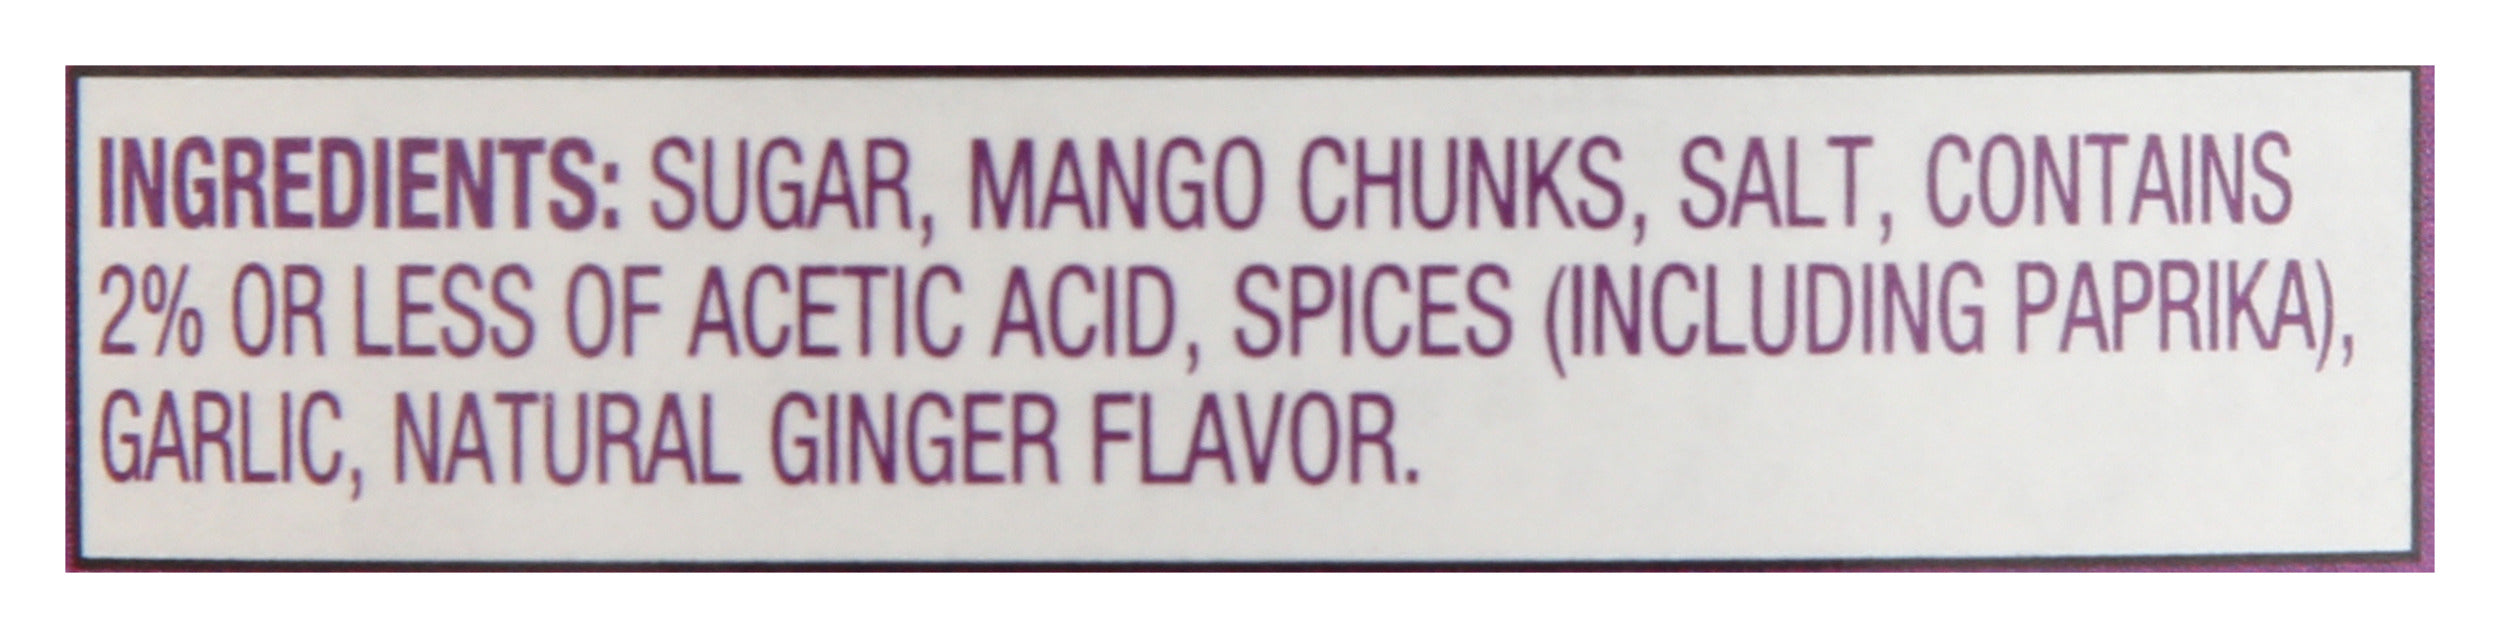 INGREDIENTS: SUGAR, MANGO CHUNKS, SALT, CONTAINS
2% OR LESS OF ACETIC ACID, SPICES (INCLUDING PAPRIKA),
GARLIC, NATURAL GINGER FLAVOR.